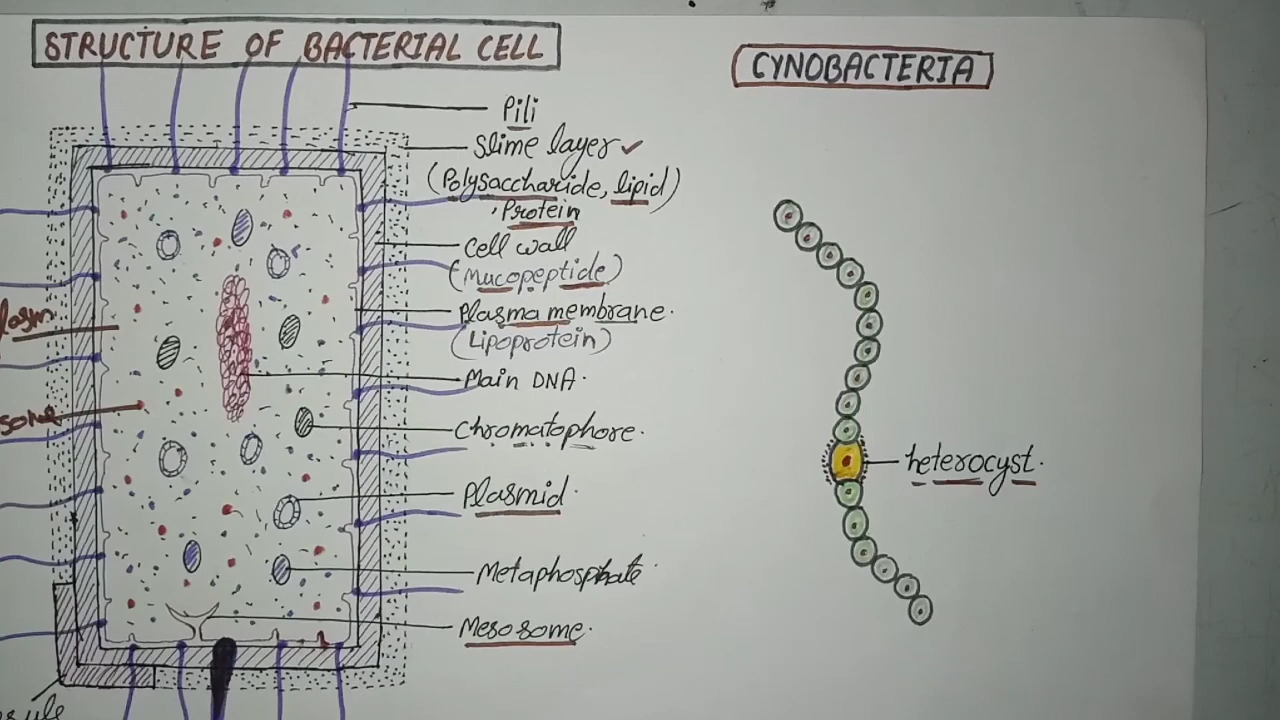 STRUCTURE OF BACTERIAL CELL
Pili
Slime layer
(Polysaccharide, lipid)
, Protein
Cell wall
(Mucopeptide)
Plasma membrane.
(Lipoprotein)
Main DNA.
Chromatophore.
Plasmid.
Metaphosphate
Mesosome.
CYNOBACTERIA
heterocyst.